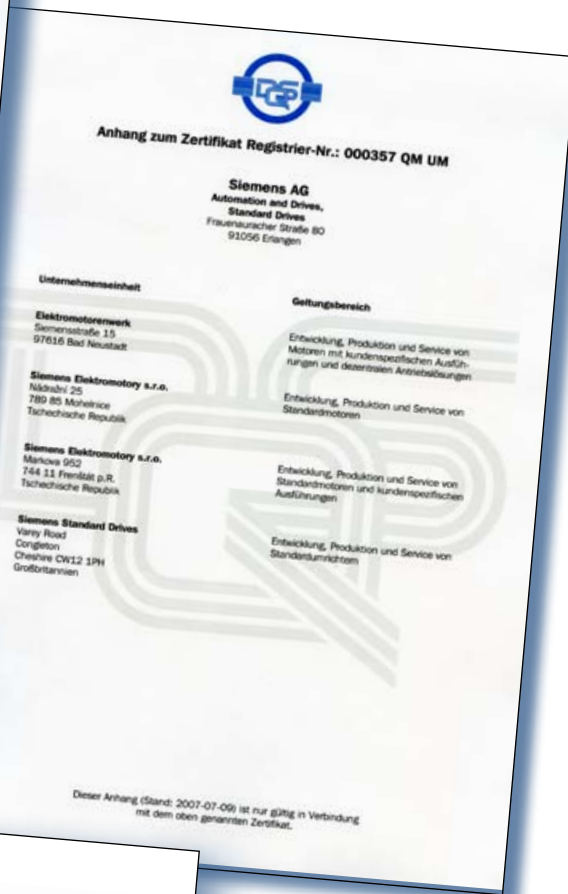 DQS
Anhang zum Zertifikat Registrier-Nr.: 000357 QM UM
Siemens AG
Automation and Drives,
Standard Drives
Frauenauracher Straße 80
91056 Erlangen
Unternehmenseinheit
Geltungsbereich
Elektromotorenwerk
Siemensstraße 15
97616 Bad Neustadt
Entwicklung, Produktion und Service von
Motoren mit kundenspezifischen Ausfüh-
rungen und dezentralen Antriebslösungen
Siemens Elektromotory s.r.o.
Nádražní 25
789 85 Mohelnice
Tschechische Republik
Entwicklung, Produktion und Service von
Standardmotoren
Siemens Elektromotory s.r.o.
Markova 952
744 11 Frenštát p.R.
Tschechische Republik
Entwicklung, Produktion und Service von
Standardmotoren und kundenspezifischen
Ausführungen
Siemens Standard Drives
Varey Road
Congleton
Cheshire CW12 1PH
Großbritannien
Entwicklung, Produktion und Service von
Standardumrichtern
Dieser Anhang (Stand: 2007-07-09) ist nur gültig in Verbindung
mit dem oben genannten Zertifikat.